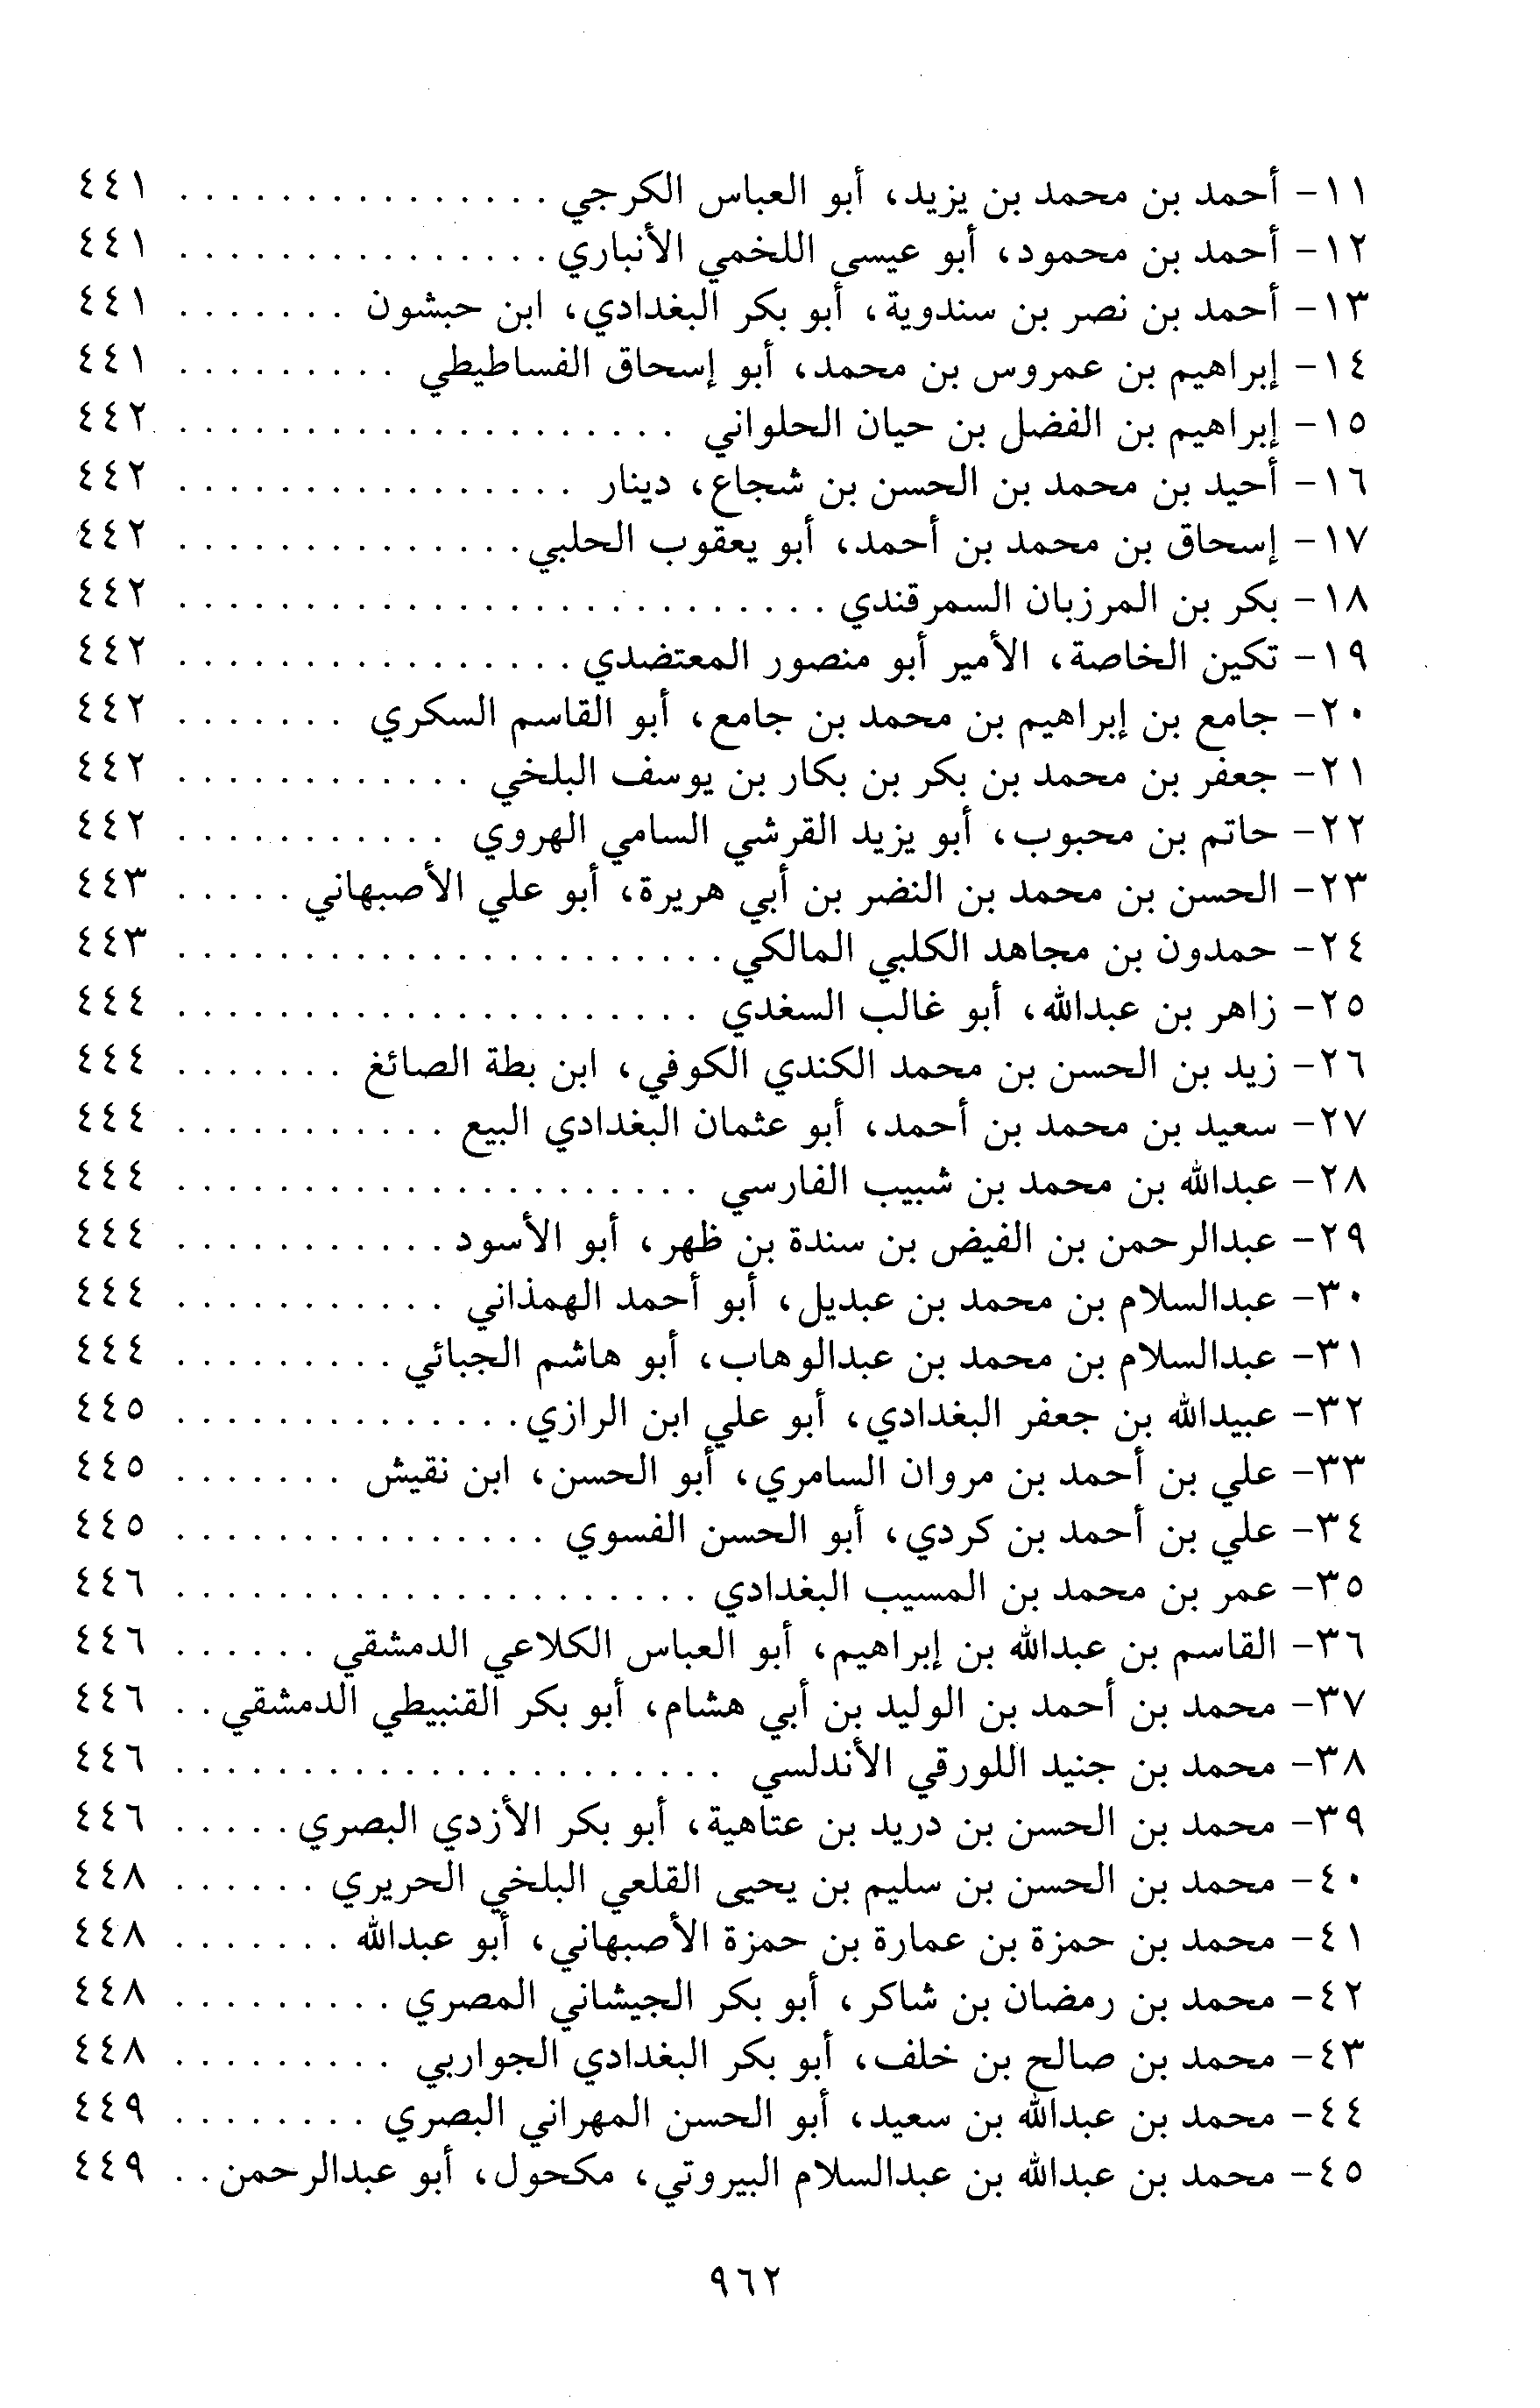 ١١- أحمد بن محمد بن يزيد، أبو العباس الكرجي . . . . . . . . . . . . . . . ٤٤١
١٢- أحمد بن محمود، أبو عيسى اللخمي الأنباري . . . . . . . . . . . . . . . ٤٤١
١٣- أحمد بن نصر بن سندوية، أبو بكر البغدادي، ابن حبشون . . . . . . . ٤٤١
١٤- إبراهيم بن عمروس بن محمد، أبو إسحاق الفساطيطي . . . . . . . . . ٤٤١
١٥- إبراهيم بن الفضل بن حيان الحلواني . . . . . . . . . . . . . . . . . . . . ٤٤٢
١٦- أحيد بن محمد بن الحسن بن شجاع، دينار . . . . . . . . . . . . . . . . ٤٤٢
١٧- إسحاق بن محمد بن أحمد، أبو يعقوب الحلبي . . . . . . . . . . . . . . ٤٤٢
١٨- بكر بن المرزبان السمرقندي . . . . . . . . . . . . . . . . . . . . . . . . . . ٤٤٢
١٩- تكين الخاصة، الأمير أبو منصور المعتضدي . . . . . . . . . . . . . . . . ٤٤٢
٢٠- جامع بن إبراهيم بن محمد بن جامع، أبو القاسم السكري . . . . . . . ٤٤٢
٢١- جعفر بن محمد بن بكر بن بكار بن يوسف البلخي . . . . . . . . . . . . ٤٤٢
٢٢- حاتم بن محبوب، أبو يزيد القرشي السامي الهروي . . . . . . . . . . . ٤٤٢
٢٣- الحسن بن محمد بن النضر بن أبي هريرة، أبو علي الأصبهاني . . . . . ٤٤٣
٢٤- حمدون بن مجاهد الكلبي المالكي . . . . . . . . . . . . . . . . . . . . . . ٤٤٣
٢٥- زاهر بن عبدالله، أبو غالب السغدي . . . . . . . . . . . . . . . . . . . . . ٤٤٤
٢٦- زيد بن الحسن بن محمد الكندي الكوفي، ابن بطة الصائغ . . . . . . . ٤٤٤
٢٧- سعيد بن محمد بن أحمد، أبو عثمان البغدادي البيع . . . . . . . . . . . ٤٤٤
٢٨- عبدالله بن محمد بن شبيب الفارسي . . . . . . . . . . . . . . . . . . . . . ٤٤٤
٢٩- عبدالرحمن بن الفيض بن سندة بن ظهر، أبو الأسود . . . . . . . . . . . ٤٤٤
٣٠- عبدالسلام بن محمد بن عبديل، أبو أحمد الهمذاني . . . . . . . . . . . ٤٤٤
٣١- عبدالسلام بن محمد بن عبدالوهاب، أبو هاشم الجبائي . . . . . . . . . ٤٤٤
٣٢- عبيدالله بن جعفر البغدادي، أبو علي ابن الرازي . . . . . . . . . . . . . . ٤٤٥
٣٣- علي بن أحمد بن مروان السامري، أبو الحسن، ابن نقيش . . . . . . . ٤٤٥
٣٤- علي بن أحمد بن كردي، أبو الحسن الفسوي . . . . . . . . . . . . . . . ٤٤٥
٣٥- عمر بن محمد بن المسيب البغدادي . . . . . . . . . . . . . . . . . . . . . ٤٤٦
٣٦- القاسم بن عبدالله بن إبراهيم، أبو العباس الكلاعي الدمشقي . . . . . . ٤٤٦
٣٧- محمد بن أحمد بن الوليد بن أبي هشام، أبو بكر القنبيطي الدمشقي . . ٤٤٦
٣٨- محمد بن جنيد اللورقي الأندلسي . . . . . . . . . . . . . . . . . . . . . . ٤٤٦
٣٩- محمد بن الحسن بن دريد بن عتاهية، أبو بكر الأزدي البصري . . . . . ٤٤٦
٤٠- محمد بن الحسن بن سليم بن يحيى القلعي البلخي الحريري . . . . . . ٤٤٨
٤١- محمد بن حمزة بن عمارة بن حمزة الأصبهاني، أبو عبدالله . . . . . . . ٤٤٨
٤٢- محمد بن رمضان بن شاكر، أبو بكر الجيشاني المصري . . . . . . . . . ٤٤٨
٤٣- محمد بن صالح بن خلف، أبو بكر البغدادي الجواربي . . . . . . . . . ٤٤٨
٤٤- محمد بن عبدالله بن سعيد، أبو الحسن المهراني البصري . . . . . . . . ٤٤٩
٤٥- محمد بن عبدالله بن عبدالسلام البيروتي، مكحول، أبو عبدالرحمن . . ٤٤٩
٩٦٢